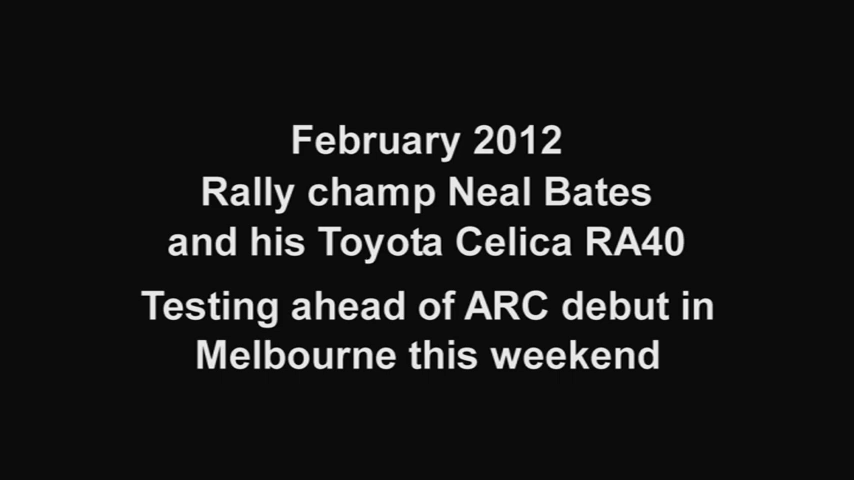 February 2012
Rally champ Neal Bates
and his Toyota Celica RA40
Testing ahead of ARC debut in
Melbourne this weekend